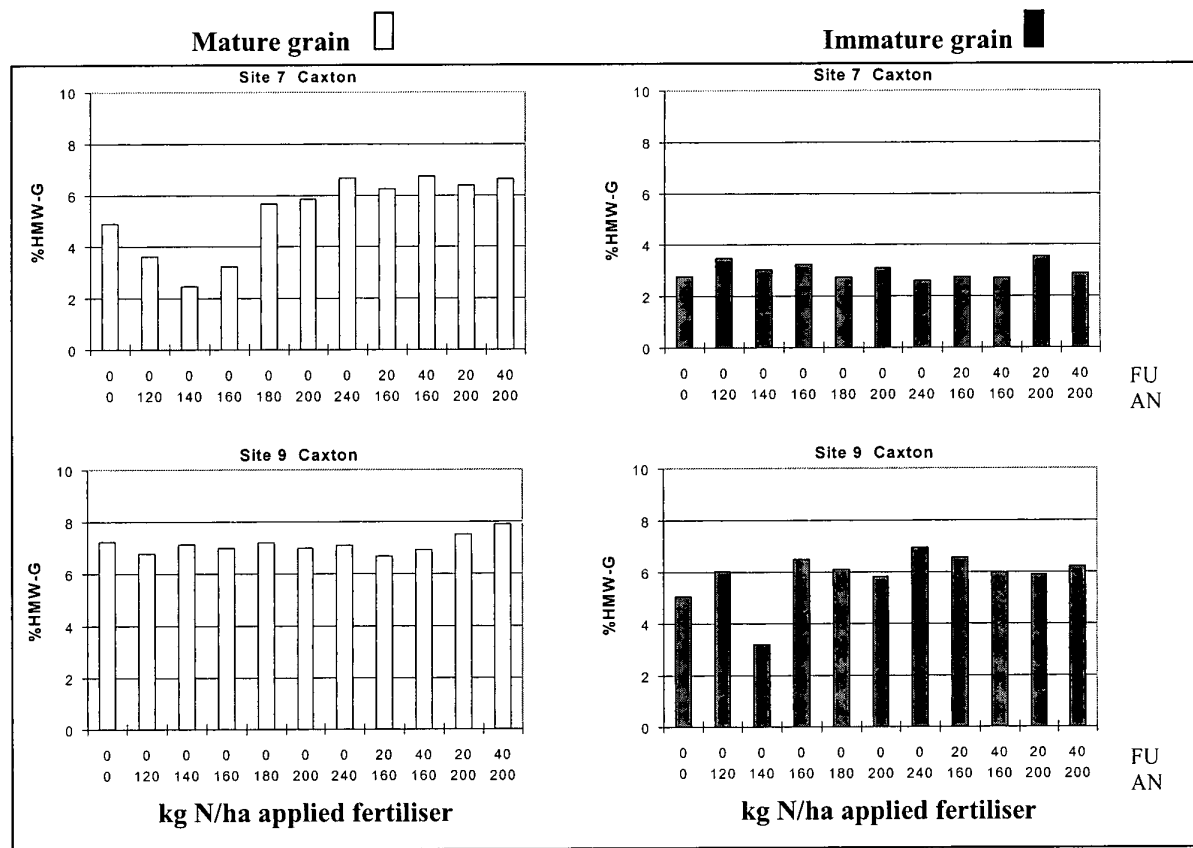 Mature grain
Immature grain
Site 7 Caxton
10
8
6
4
2
0
%HMW-G
0 0 0 0 0 0 0 20 40 20 40
0 120 140 160 180 200 240 160 160 200 200
Site 7 Caxton
10
8
6
4
2
0
%HMW-G
0 0 0 0 0 0 0 20 40 20 40 FU
0 120 140 160 180 200 240 160 160 200 200 AN
Site 9 Caxton
10
8
6
4
2
0
%HMW-G
0 0 0 0 0 0 0 20 40 20 40
0 120 140 160 180 200 240 160 160 200 200
kg N/ha applied fertiliser
Site 9 Caxton
10
8
6
4
2
0
%HMW-G
0 0 0 0 0 0 0 20 40 20 40 FU
0 120 140 160 180 200 240 160 160 200 200 AN
kg N/ha applied fertiliser